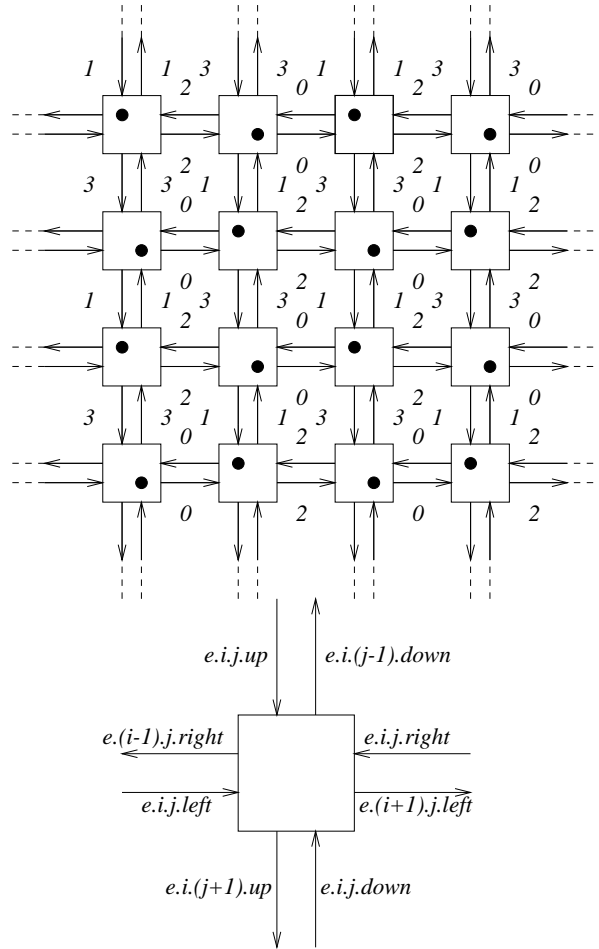 1 1 3 3 1 1 3 3
2 0 2 0
2 0 2 0
3 3 1 1 3 3 1 1
0 2 0 2
0 2 0 2
1 1 3 3 1 1 3 3
2 0 2 0
2 0 2 0
3 3 1 1 3 3 1 1
0 2 0 2
0 2 0 2
e.i.j.up e.i.(j-1).down
e.(i-1).j.right e.i.j.right
e.i.j.left e.(i+1).j.left
e.i.(j+1).up e.i.j.down